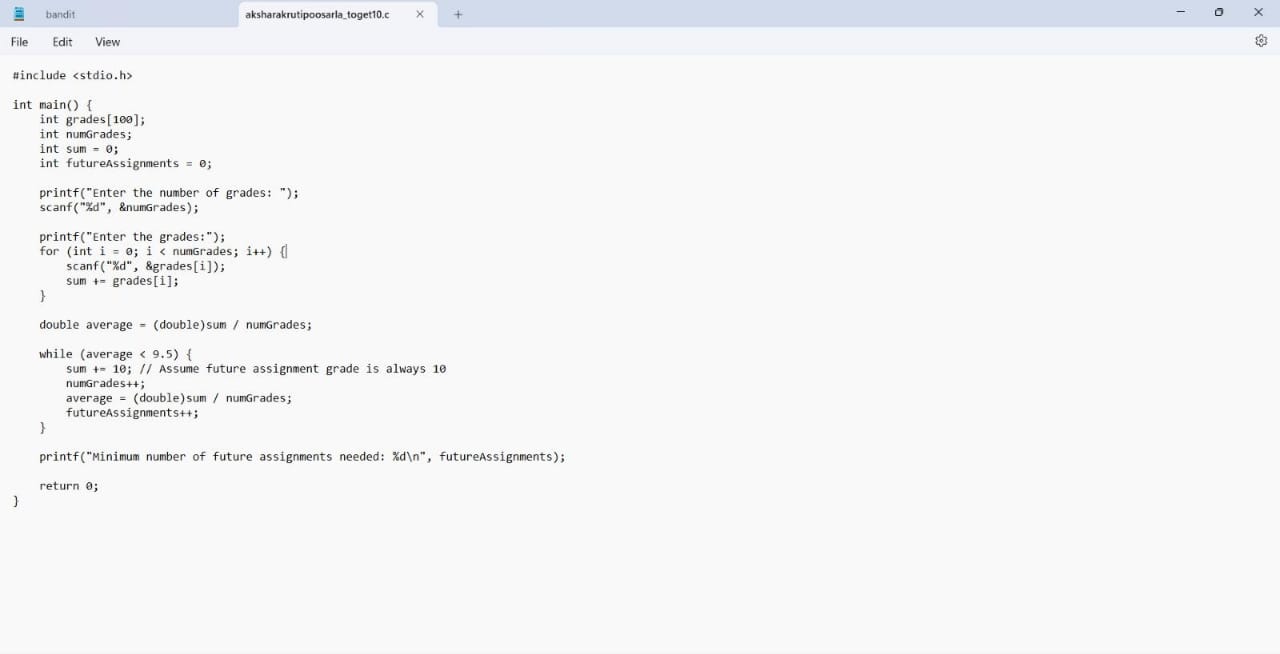 bandit
aksharakrutipoosarla_toget10.c
File Edit View
#include <stdio.h>

int main() {
    int grades[100];
    int numGrades;
    int sum = 0;
    int futureAssignments = 0;

    printf("Enter the number of grades: ");
    scanf("%d", &numGrades);

    printf("Enter the grades:");
    for (int i = 0; i < numGrades; i++) {
        scanf("%d", &grades[i]);
        sum += grades[i];
    }

    double average = (double)sum / numGrades;

    while (average < 9.5) {
        sum += 10; // Assume future assignment grade is always 10
        numGrades++;
        average = (double)sum / numGrades;
        futureAssignments++;
    }

    printf("Minimum number of future assignments needed: %d\n", futureAssignments);

    return 0;
}